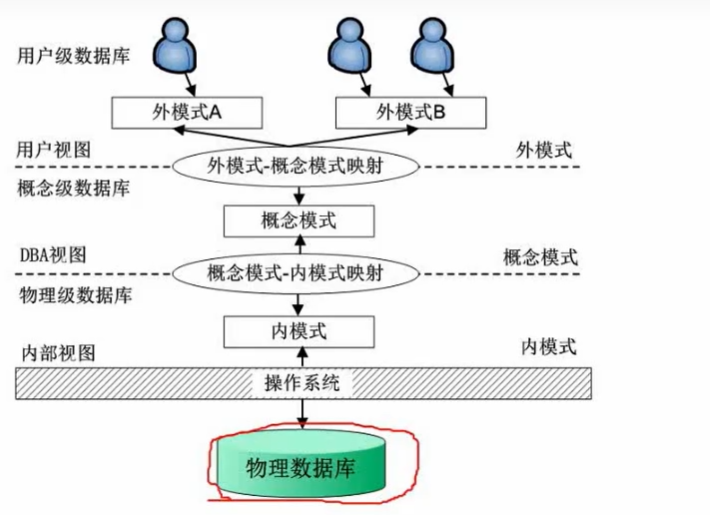 用户级数据库
外模式A
外模式B
用户视图
外模式-概念模式映射
外模式
概念级数据库
概念模式
DBA视图
概念模式-内模式映射
概念模式
物理级数据库
内模式
内部视图
内模式
操作系统
物理数据库